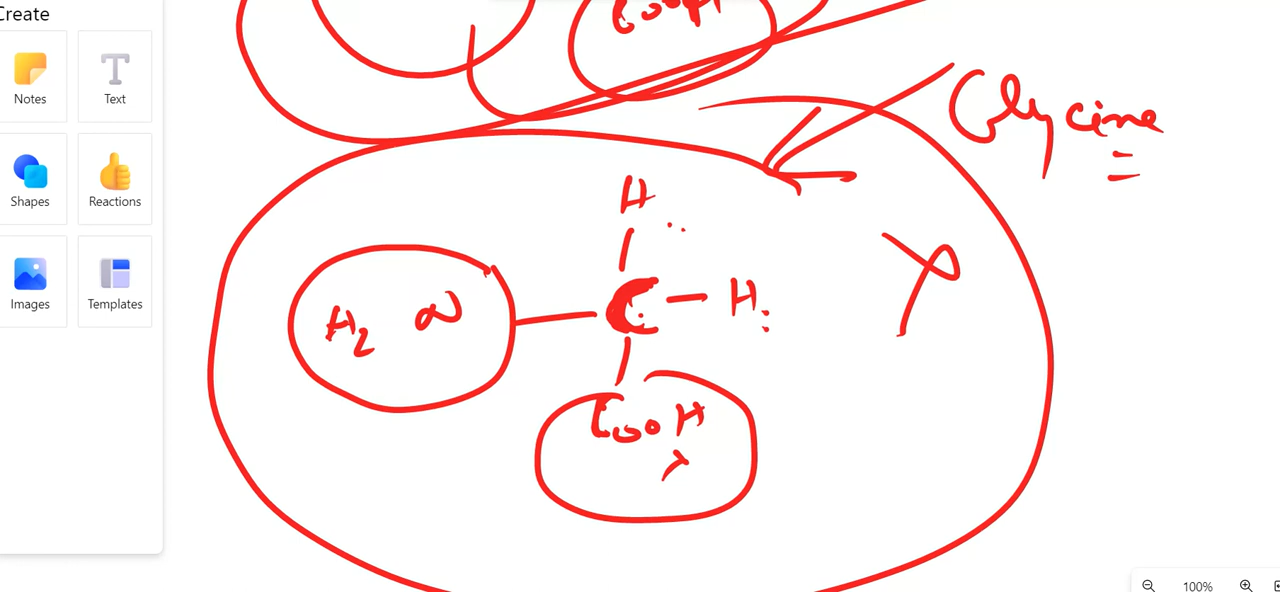 Create
Notes
Text
Shapes
Reactions
Images
Templates
Glycine
H
H2 N
C
H
COOH
100%